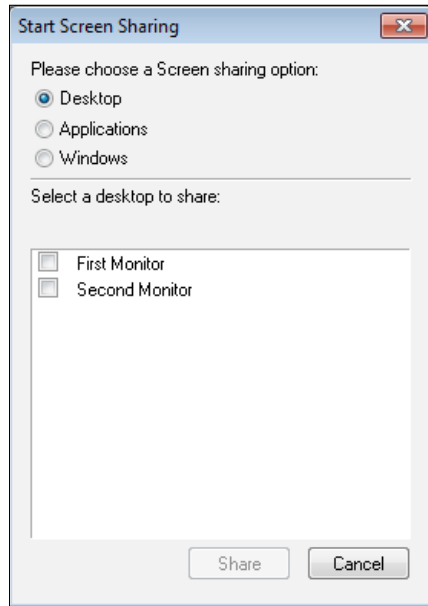 Start Screen Sharing
Please choose a Screen sharing option:
Desktop
Applications
Windows
Select a desktop to share:
First Monitor
Second Monitor
Share Cancel